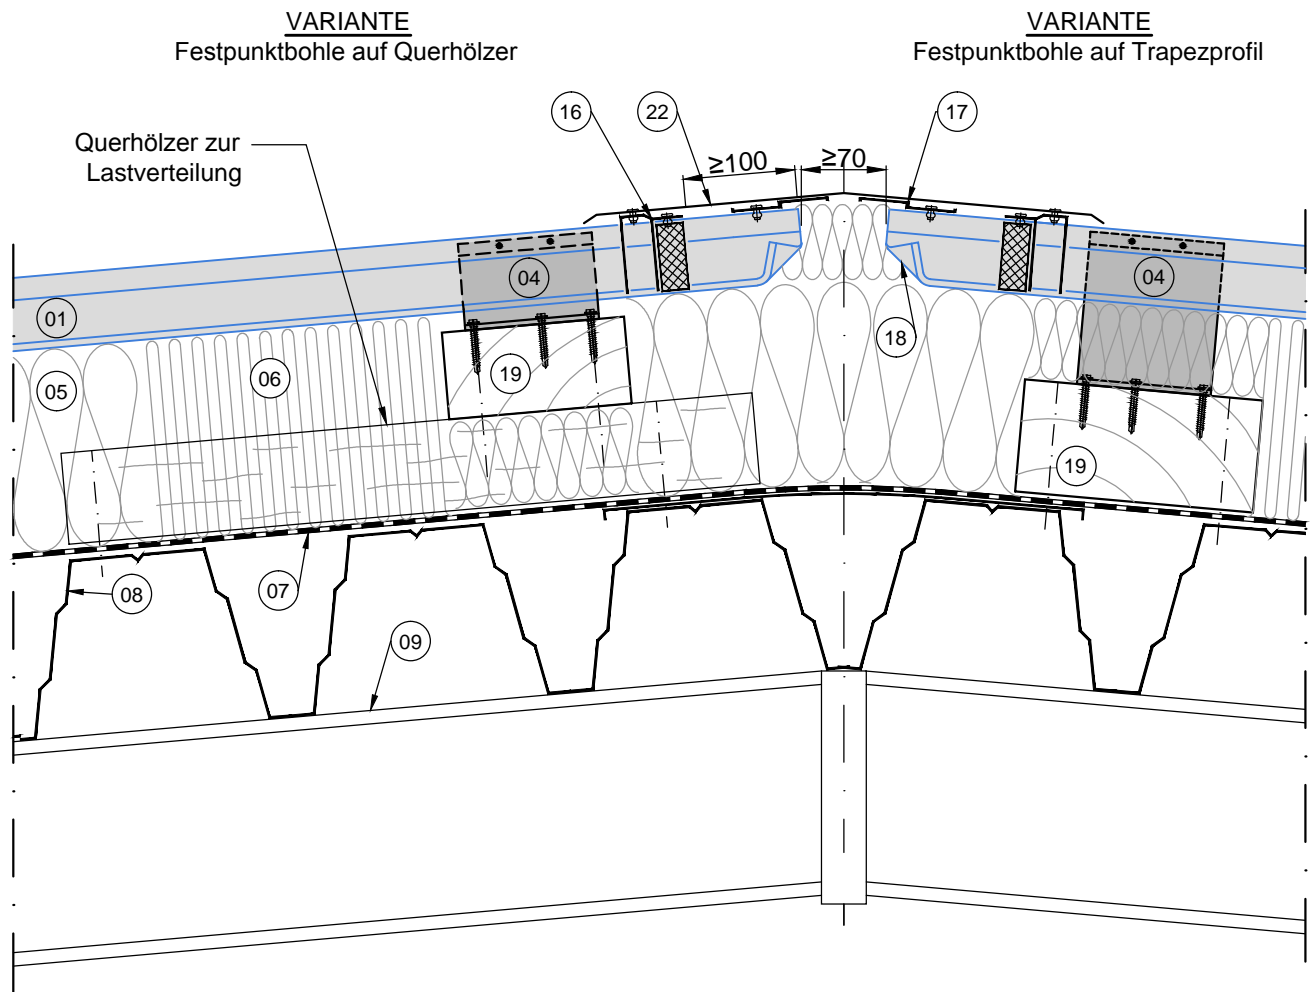 VARIANTE
Festpunktbohle auf Querhölzer
VARIANTE
Festpunktbohle auf Trapezprofil
16
22
17
Querhölzer zur
Lastverteilung
≥100
≥70
04
04
01
18
05
06
19
19
08
07
09